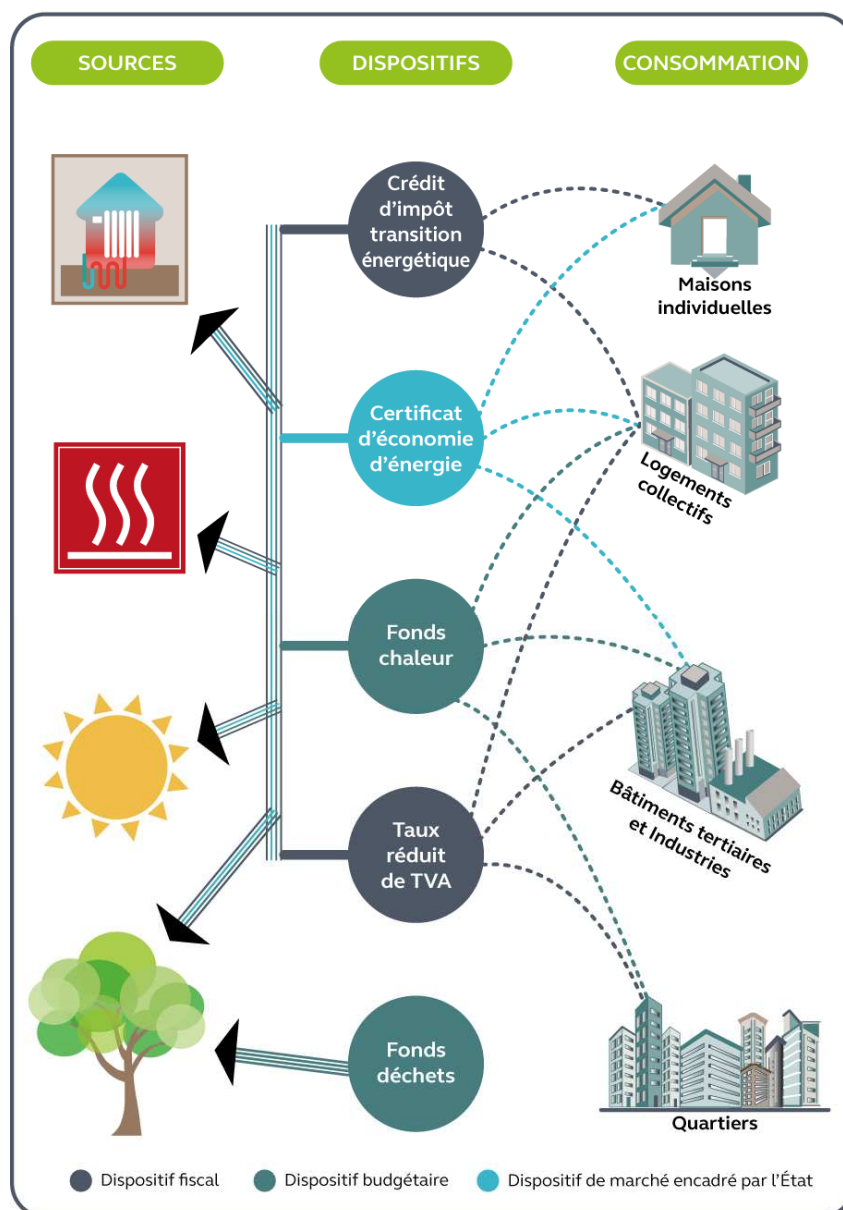 SOURCES
DISPOSITIFS
CONSOMMATION
Crédit
d'impôt
transition
énergétique
Maisons
individuelles
Certificat
d'économie
d'énergie
Logements
collectifs
Fonds
chaleur
Bâtiments tertiaires
et Industries
Taux
réduit
de TVA
Fonds
déchets
Quartiers
Dispositif fiscal
Dispositif budgétaire
Dispositif de marché encadré par l'État